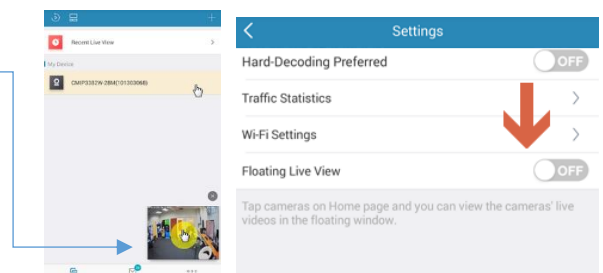 Recent Live View
My Device
CMIP3382W-28M(101303068)
Settings
Hard-Decoding Preferred
OFF
Traffic Statistics
Wi-Fi Settings
Floating Live View
OFF
Tap cameras on Home page and you can view the cameras' live
videos in the floating window.